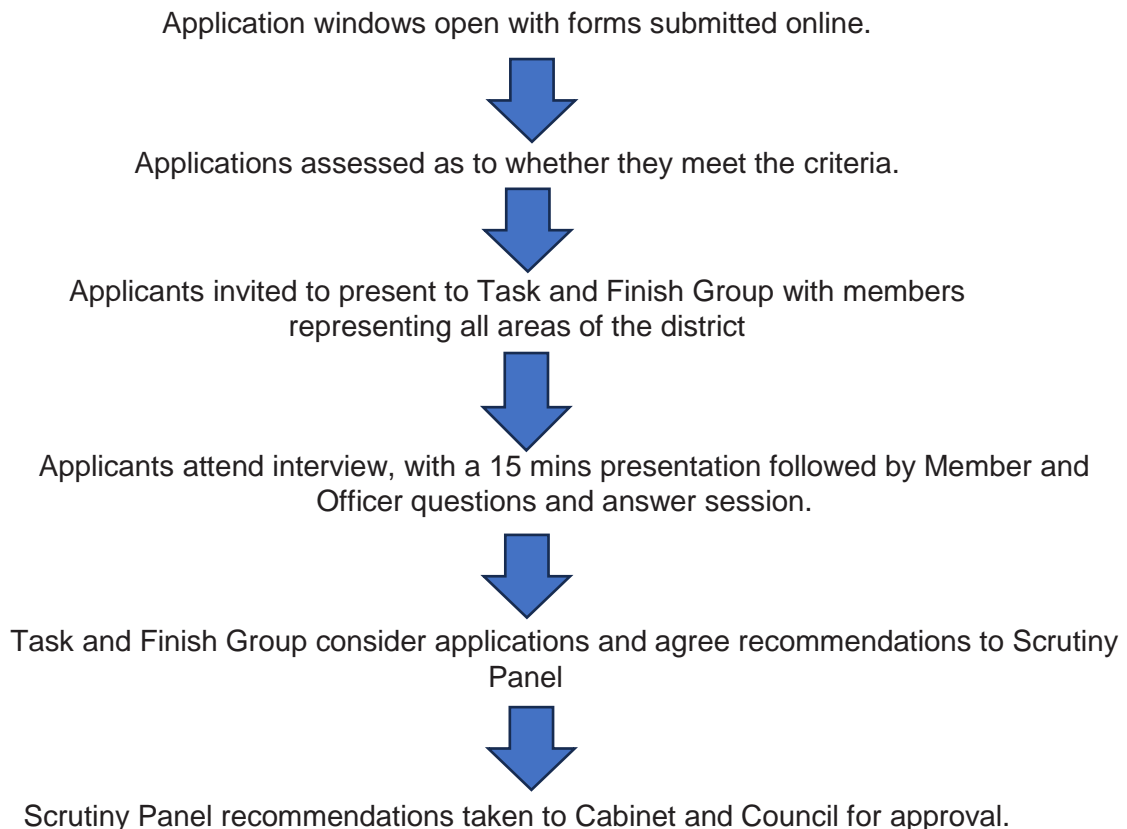 Application windows open with forms submitted online.
Applications assessed as to whether they meet the criteria.
Applicants invited to present to Task and Finish Group with members
representing all areas of the district
Applicants attend interview, with a 15 mins presentation followed by Member and
Officer questions and answer session.
Task and Finish Group consider applications and agree recommendations to Scrutiny
Panel
Scrutiny Panel recommendations taken to Cabinet and Council for approval.